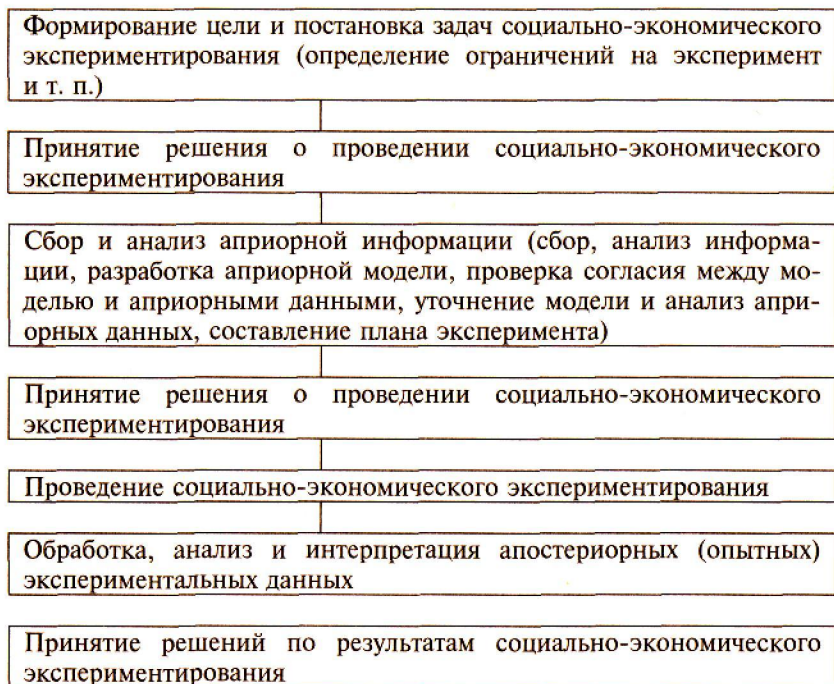 Формирование цели и постановка задач социально-экономического
экспериментирования (определение ограничений на эксперимент
и т. п.)
Принятие решения о проведении социально-экономического
экспериментирования
Сбор и анализ априорной информации (сбор, анализ информа-
ции, разработка априорной модели, проверка согласия между мо-
делью и априорными данными, уточнение модели и анализ апри-
орных данных, составление плана эксперимента)
Принятие решения о проведении социально-экономического
экспериментирования
Проведение социально-экономического экспериментирования
Обработка, анализ и интерпретация апостериорных (опытных)
экспериментальных данных
Принятие решений по результатам социально-экономического
экспериментирования